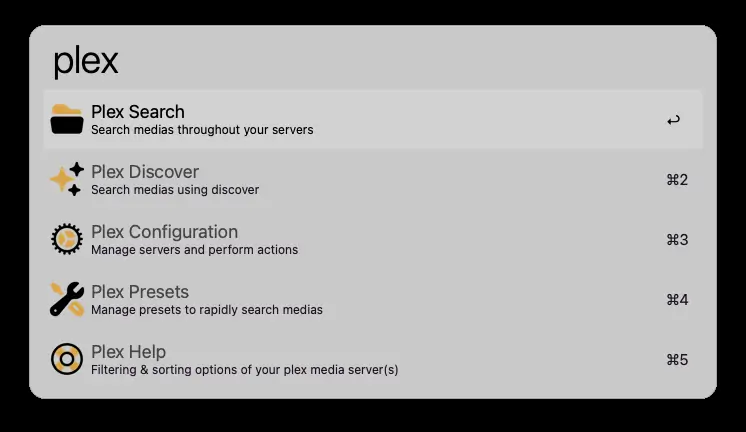 plex
Plex Search
Search medias throughout your servers
↩
Plex Discover
Search medias using discover
⌘2
Plex Configuration
Manage servers and perform actions
⌘3
Plex Presets
Manage presets to rapidly search medias
⌘4
Plex Help
Filtering & sorting options of your plex media server(s)
⌘5